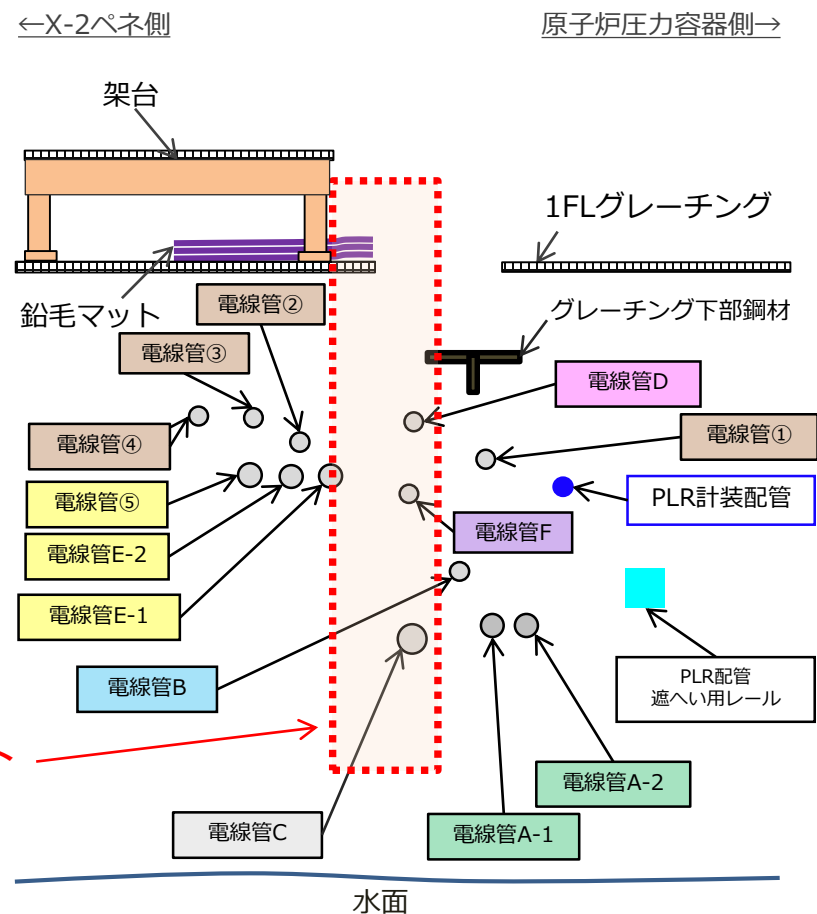 ←X-2ペネ側
原子炉圧力容器側→
架台
1FLグレーチング
鉛毛マット
電線管②
グレーチング下部鋼材
電線管③
電線管D
電線管④
電線管①
電線管⑤
PLR計装配管
電線管F
電線管E-2
電線管E-1
電線管B
PLR配管
遮へい用レール
電線管A-2
電線管C
電線管A-1
水面